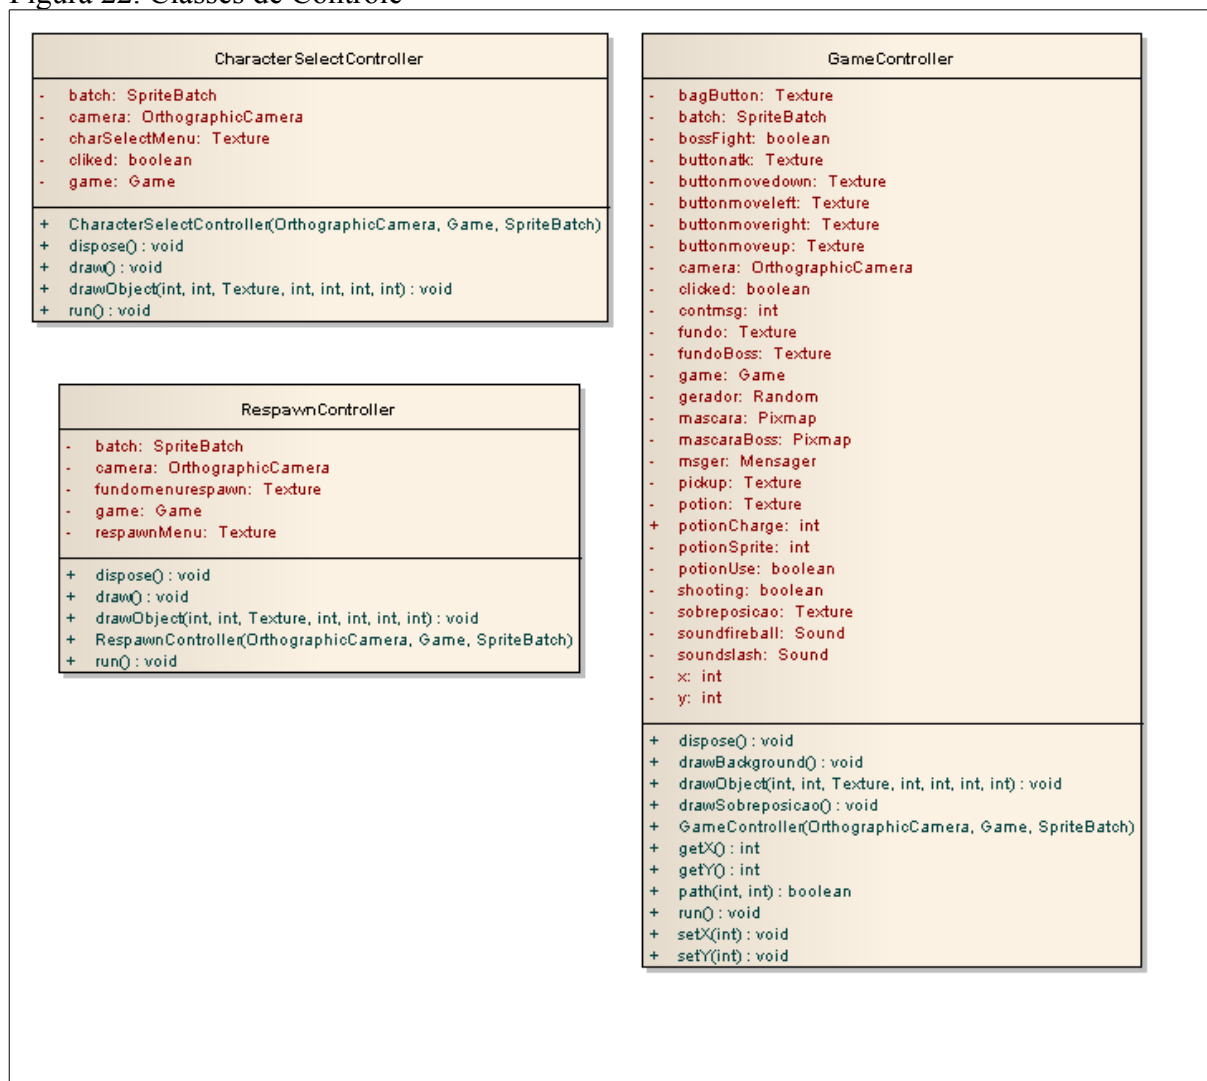 Figura 22: Classes de Controle
CharacterSelectController
- batch: SpriteBatch
- camera: OrthographicCamera
- charSelectMenu: Texture
- cliked: boolean
- game: Game
+ CharacterSelectController(OrthographicCamera, Game, SpriteBatch)
+ dispose() : void
+ draw() : void
+ drawObject(int, int, Texture, int, int, int, int) : void
+ run() : void
RespawnController
- batch: SpriteBatch
- camera: OrthographicCamera
- fundomenurespawn: Texture
- game: Game
- respawnMenu: Texture
+ dispose() : void
+ draw() : void
+ drawObject(int, int, Texture, int, int, int, int) : void
+ RespawnController(OrthographicCamera, Game, SpriteBatch)
+ run() : void
GameController
- bagButton: Texture
- batch: SpriteBatch
- bossFight: boolean
- buttonatk: Texture
- buttonmovedown: Texture
- buttonmoveleft: Texture
- buttonmoveright: Texture
- buttonmoveup: Texture
- camera: OrthographicCamera
- clicked: boolean
- contmsg: int
- fundo: Texture
- fundoBoss: Texture
- game: Game
- gerador: Random
- mascara: Pixmap
- mascaraBoss: Pixmap
- msger: Mensager
- pickup: Texture
- potion: Texture
+ potionCharge: int
- potionSprite: int
- potionUse: boolean
- shooting: boolean
- sobreposicao: Texture
- soundfireball: Sound
- soundslash: Sound
- x: int
- y: int
+ dispose() : void
+ drawBackground() : void
+ drawObject(int, int, Texture, int, int, int, int) : void
+ drawSobreposicao() : void
+ GameController(OrthographicCamera, Game, SpriteBatch)
+ getX() : int
+ getY() : int
+ path(int, int) : boolean
+ run() : void
+ setX(int) : void
+ setY(int) : void